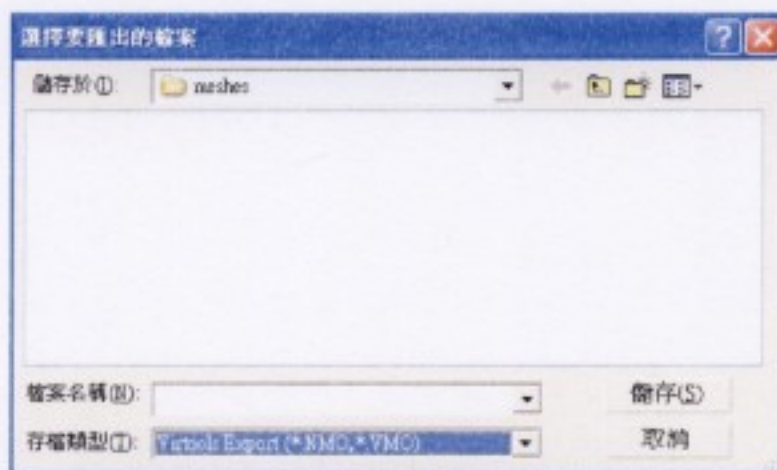 選擇要匯出的檔案
儲存於(I): meshes
檔案名稱(N): 儲存(S)
存檔類型(T): Virtools Export (*.NMO,*.VMO) 取消